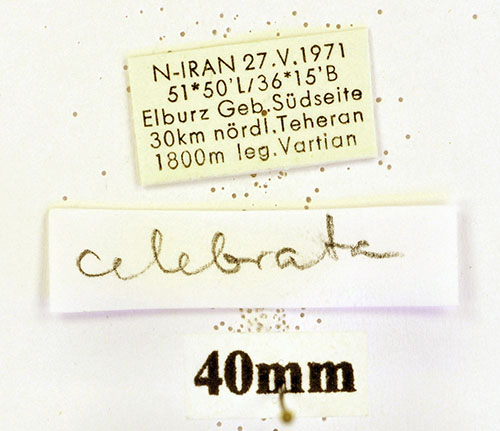 N-IRAN 27.V.1971
51*50'L/36*15'B
Elburz Geb.Südseite
30km nördl.Teheran
1800m leg.Vartian
celebrata
40mm